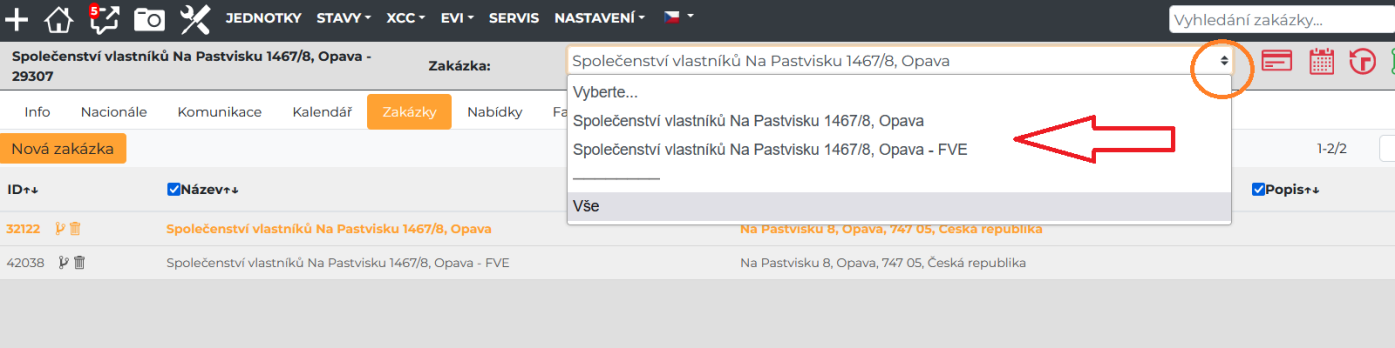 5 JEDNOTKY STAVY XCC EVI SERVIS NASTAVENÍ Vyhledání zakázky...
Společenství vlastníků Na Pastvisku 1467/8, Opava -
29307
Zakázka: Společenství vlastníků Na Pastvisku 1467/8, Opava
Vyberte...
Společenství vlastníků Na Pastvisku 1467/8, Opava
Společenství vlastníků Na Pastvisku 1467/8, Opava - FVE
Vše
Info Nacionále Komunikace Kalendář Zakázky Nabídky Fa
Nová zakázka 1-2/2
ID↑↓ Název↑↓ Popis↑↓
32122 Společenství vlastníků Na Pastvisku 1467/8, Opava Na Pastvisku 8, Opava, 747 05, Česká republika
42038 Společenství vlastníků Na Pastvisku 1467/8, Opava - FVE Na Pastvisku 8, Opava, 747 05, Česká republika